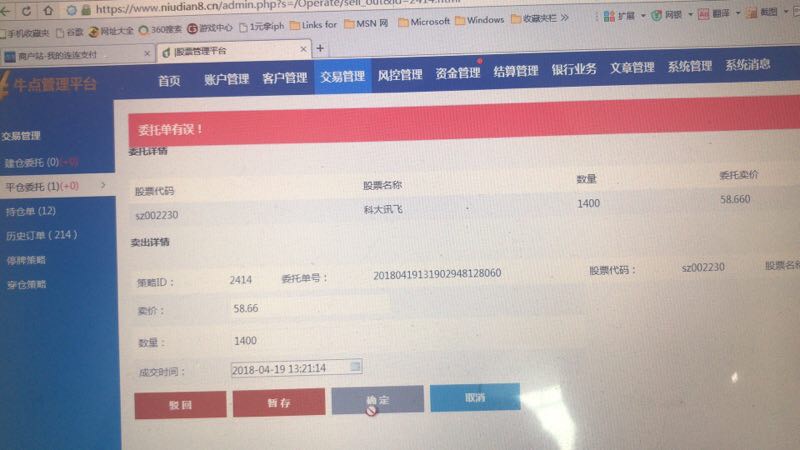 https://www.niudian8.cn/admin.php?s=/Operate/sell_out&id=2414.html
手机收藏夹 谷歌 网址大全 360搜索 游戏中心 1元拿iph Links for MSN 网 Microsoft Windows 收藏夹栏 扩展 网银 翻译 截图
商户站-我的连连支付 |股票管理平台
牛点管理平台 首页 账户管理 客户管理 交易管理 风控管理 资金管理 结算管理 银行业务 文章管理 系统管理 系统消息
委托单有误！
交易管理
建仓委托 (0)(+0)
平仓委托 (1)(+0)
持仓单 (12)
历史订单 ( 214 )
停牌策略
穿仓策略
委托详情
股票代码 股票名称 数量 委托卖价
sz002230 科大讯飞 1400 58.660
卖出详情
策略ID： 2414 委托单号： 20180419131902948128060 股票代码： sz002230 股票名称
卖价： 58.66
数量： 1400
成交时间： 2018-04-19 13:21:14
驳 回 暂 存 确 定 取消